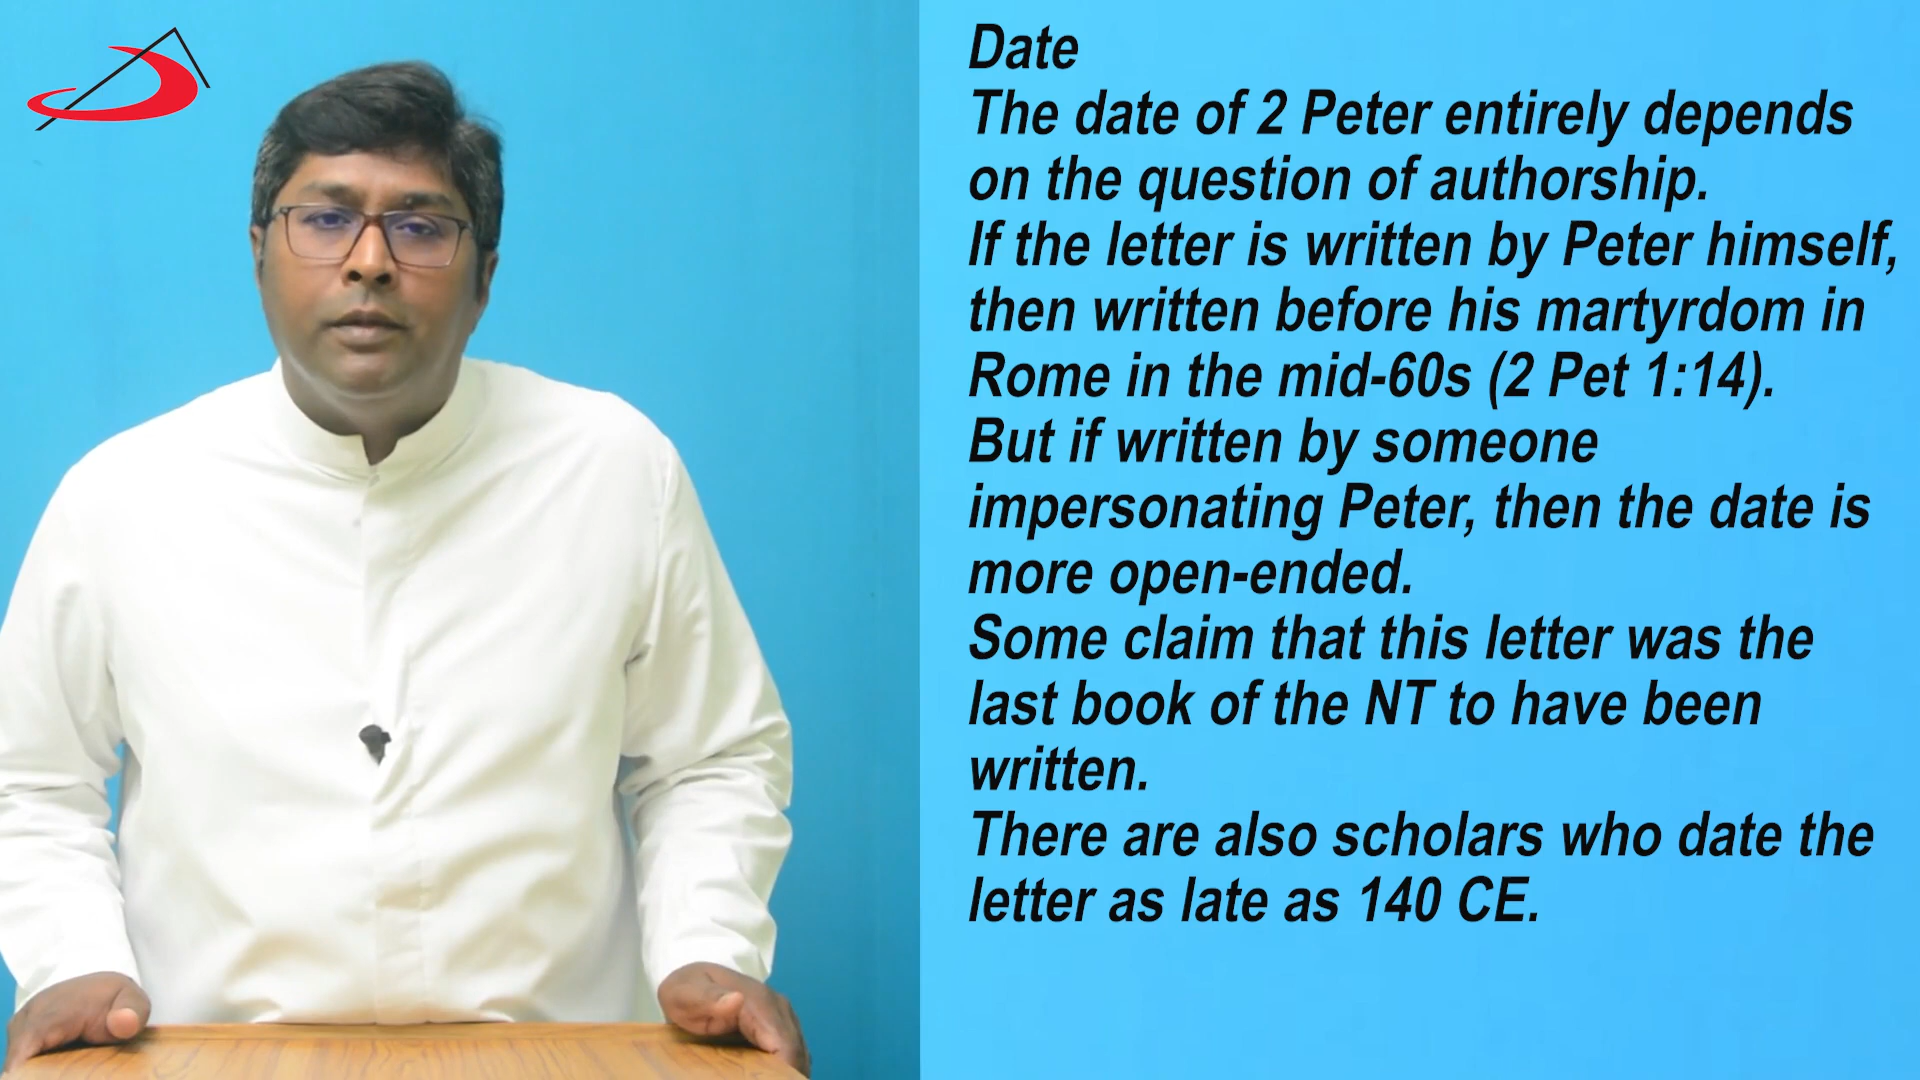 Date
The date of 2 Peter entirely depends
on the question of authorship.
If the letter is written by Peter himself,
then written before his martyrdom in
Rome in the mid-60s (2 Pet 1:14).
But if written by someone
impersonating Peter, then the date is
more open-ended.
Some claim that this letter was the
last book of the NT to have been
written.
There are also scholars who date the
letter as late as 140 CE.